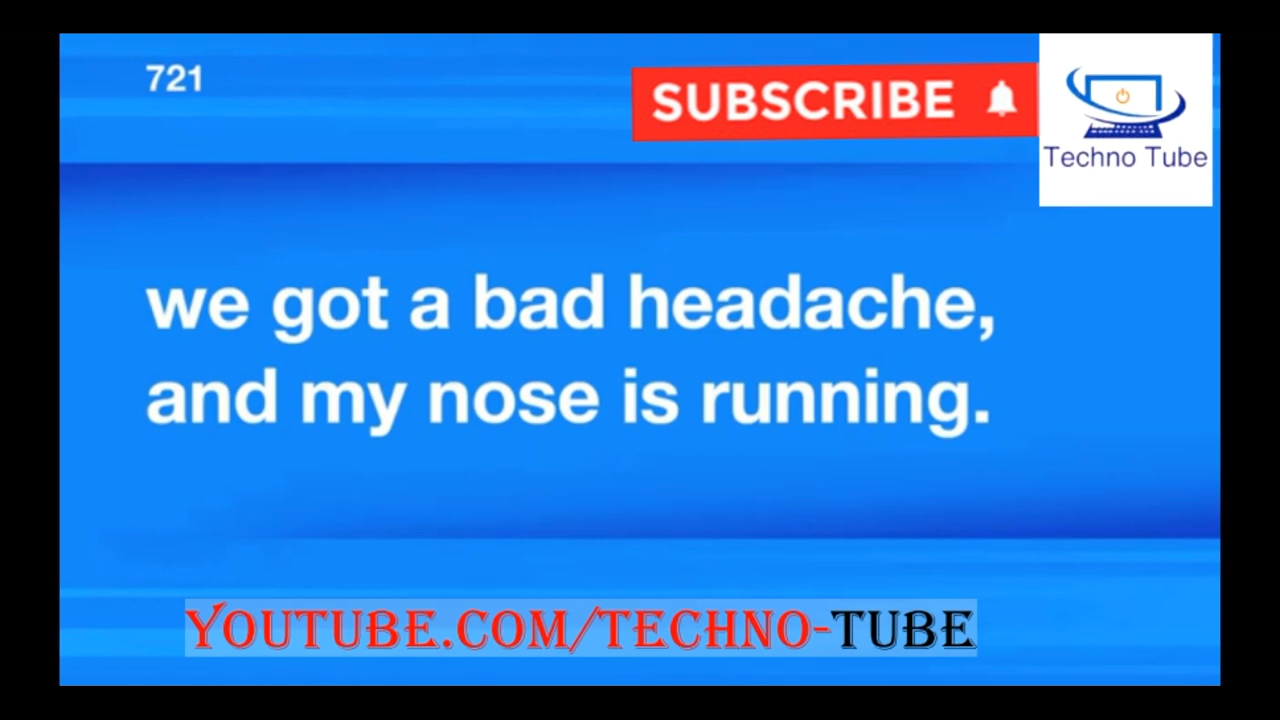 721
SUBSCRIBE
Techno Tube
we got a bad headache,
and my nose is running.
YOUTUBE.COM/TECHNO-TUBE